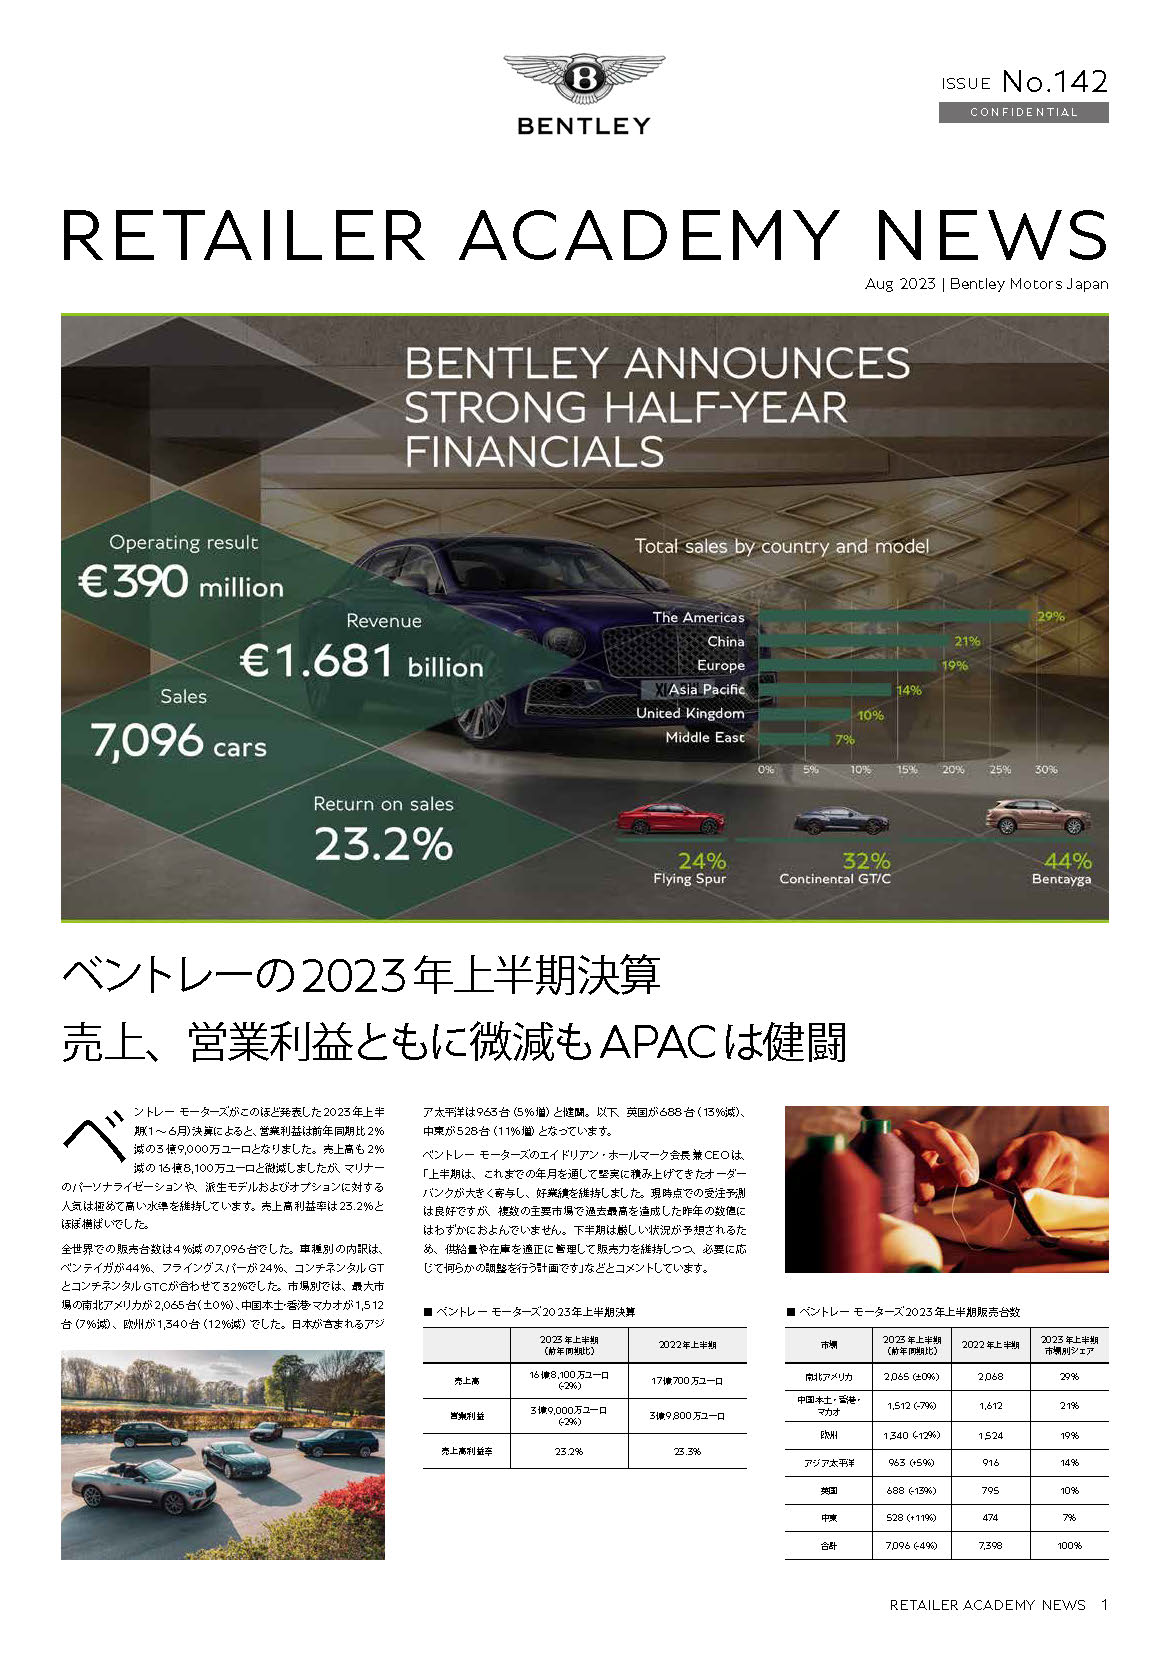 BENTLEY
ISSUE No.142
CONFIDENTIAL
RETAILER ACADEMY NEWS
Aug 2023 | Bentley Motors Japan
BENTLEY ANNOUNCES
STRONG HALF-YEAR
FINANCIALS
Operating result
€390 million
Revenue
€1.681 billion
Sales
7,096 cars
Return on sales
23.2%
Total sales by country and model
The Americas 29%
China 21%
Europe 19%
Asia Pacific 14%
United Kingdom 10%
Middle East 7%
0% 5% 10% 15% 20% 25% 30%
24% 32% 44%
Flying Spur Continental GT/C Bentayga
ベントレーの2023年上半期決算
売上、営業利益ともに微減もAPACは健闘
ベントレー モーターズがこのほど発表した2023年上半
期(1〜6月)決算によると、営業利益は前年同期比2%
減の3億9,000万ユーロとなりました。売上高も2%
減の16億8,100万ユーロと微減しましたが、マリナー
のパーソナライゼーションや、派生モデルおよびオプションに対する
人気は極めて高い水準を維持しています。売上高利益率は23.2%と
ほぼ横ばいでした。
全世界での販売台数は4%減の7,096台でした。車種別の内訳は、
ベンテイガが44%、フライングスパーが24%、コンチネンタルGT
とコンチネンタルGTCが合わせて32%でした。市場別では、最大市
場の南北アメリカが2,065台(±0%)、中国本土・香港・マカオが1,512
台(7%減)、欧州が1,340台(12%減)でした。日本が含まれるアジ
ア太平洋は963台(5%増)と健闘。以下、英国が688台(13%減)、
中東が528台(11%増)となっています。
ベントレー モーターズのエイドリアン・ホールマーク会長兼CEOは、
「上半期は、これまでの年月を通して堅実に積み上げてきたオーダー
バンクが大きく寄与し、好業績を維持しました。現時点での受注予測
は良好ですが、複数の主要市場で過去最高を達成した昨年の数値に
はわずかにおよんでいません。下半期は厳しい状況が予想されるた
め、供給量や在庫を適正に管理して販売力を維持しつつ、必要に応
じて何らかの調整を行う計画です」などとコメントしています。
■ ベントレー モーターズ2023年上半期決算
2023年上半期
(前年同期比) 2022年上半期
売上高 16億8,100万ユーロ
(-2%) 17億700万ユーロ
営業利益 3億9,000万ユーロ
(-2%) 3億9,800万ユーロ
売上高利益率 23.2% 23.3%
■ ベントレー モーターズ2023年上半期販売台数
市場 2023年上半期
(前年同期比) 2022年上半期 2023年上半期
市場別シェア
南北アメリカ 2,065 (±0%) 2,068 29%
中国本土・香港・
マカオ 1,512 (-7%) 1,612 21%
欧州 1,340 (-12%) 1,524 19%
アジア太平洋 963 (+5%) 916 14%
英国 688 (-13%) 795 10%
中東 528 (+11%) 474 7%
合計 7,096 (-4%) 7,398 100%
RETAILER ACADEMY NEWS 1